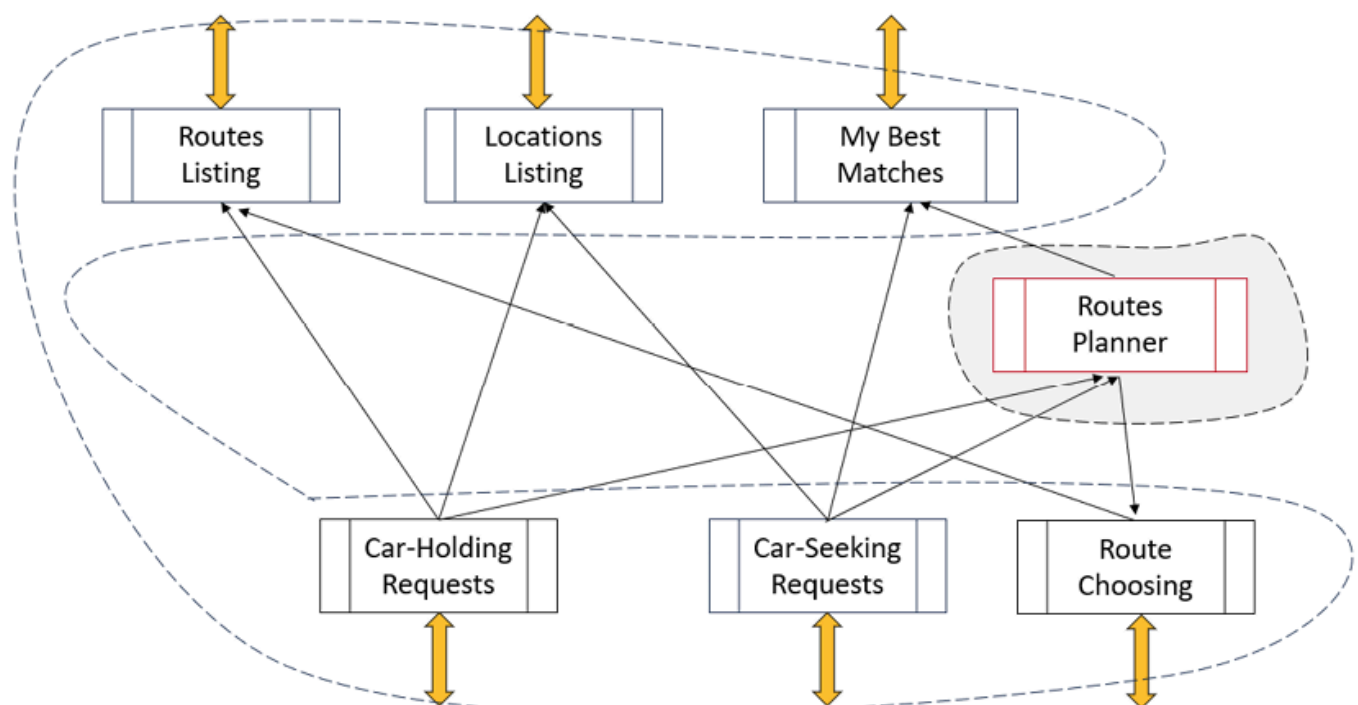 Routes
Listing
Locations
Listing
My Best
Matches
Routes
Planner
Car-Holding
Requests
Car-Seeking
Requests
Route
Choosing